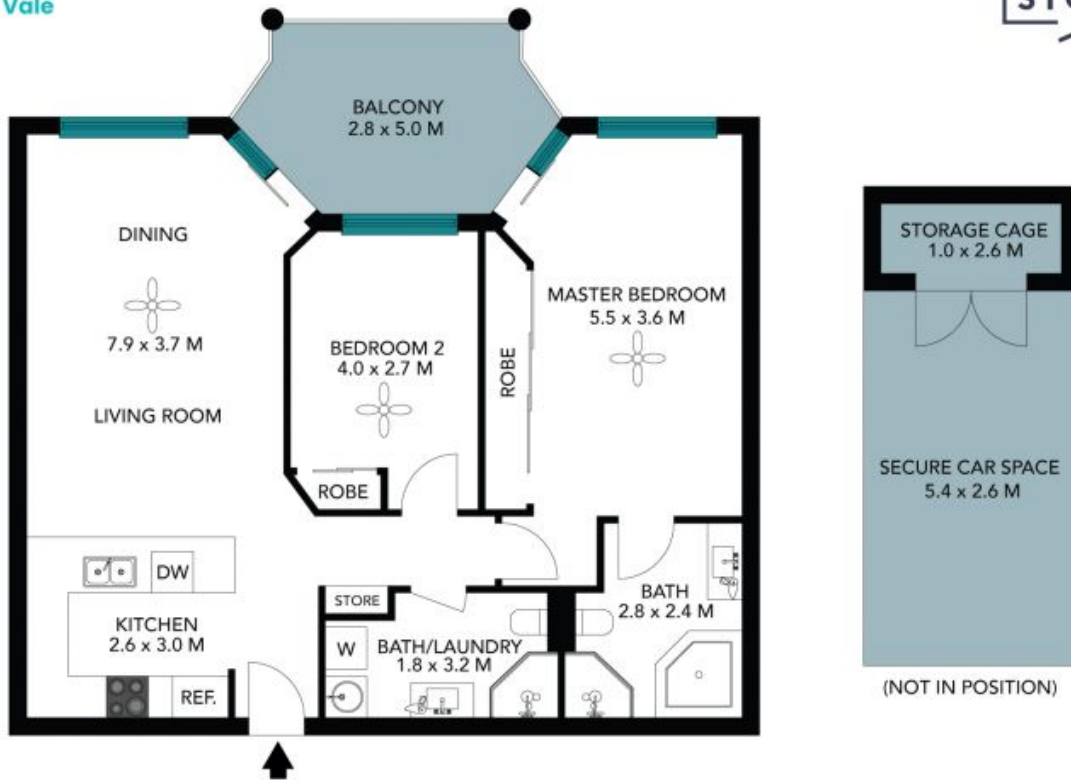 Vale
BALCONY
2.8 x 5.0 M
DINING
7.9 x 3.7 M
LIVING ROOM
BEDROOM 2
4.0 x 2.7 M
ROBE
ROBE
MASTER BEDROOM
5.5 x 3.6 M
STORAGE CAGE
1.0 x 2.6 M
SECURE CAR SPACE
5.4 x 2.6 M
(NOT IN POSITION)
DW
KITCHEN
2.6 x 3.0 M
REF.
STORE
W
BATH/LAUNDRY
1.8 x 3.2 M
BATH
2.8 x 2.4 M